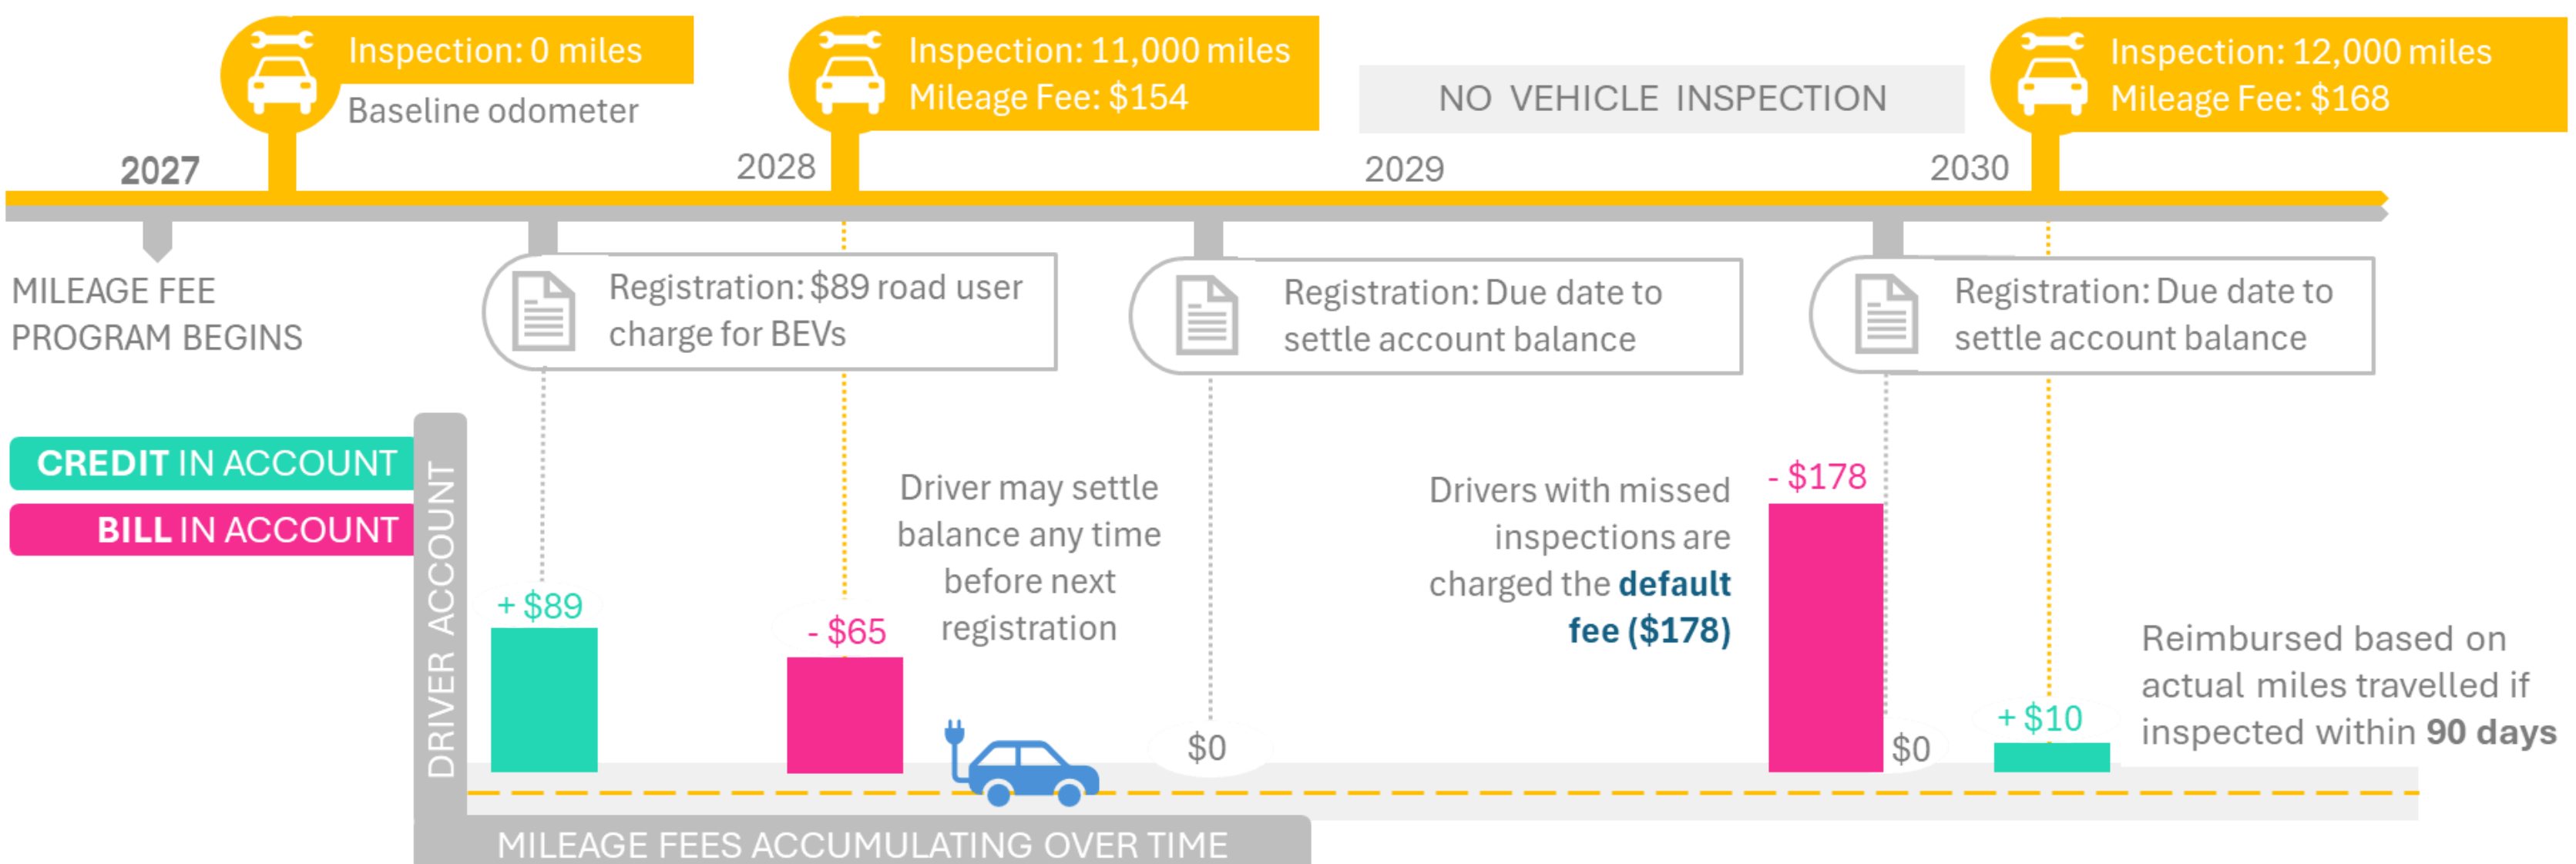 Inspection: 0 miles
Baseline odometer
Inspection: 11,000 miles
Mileage Fee: $154
NO VEHICLE INSPECTION
Inspection: 12,000 miles
Mileage Fee: $168
2027
2028
2029
2030
MILEAGE FEE
PROGRAM BEGINS
Registration: $89 road user
charge for BEVs
Registration: Due date to
settle account balance
Registration: Due date to
settle account balance
CREDIT IN ACCOUNT
BILL IN ACCOUNT
DRIVER ACCOUNT
+ $89
- $65
Driver may settle
balance any time
before next
registration
$0
Drivers with missed
inspections are
charged the default
fee ($178)
- $178
$0
+ $10
Reimbursed based on
actual miles travelled if
inspected within 90 days
MILEAGE FEES ACCUMULATING OVER TIME